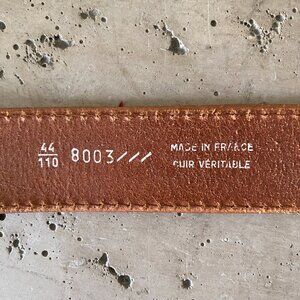 44
110 8003///
MADE IN FRANCE
CUIR VÉRITABLE